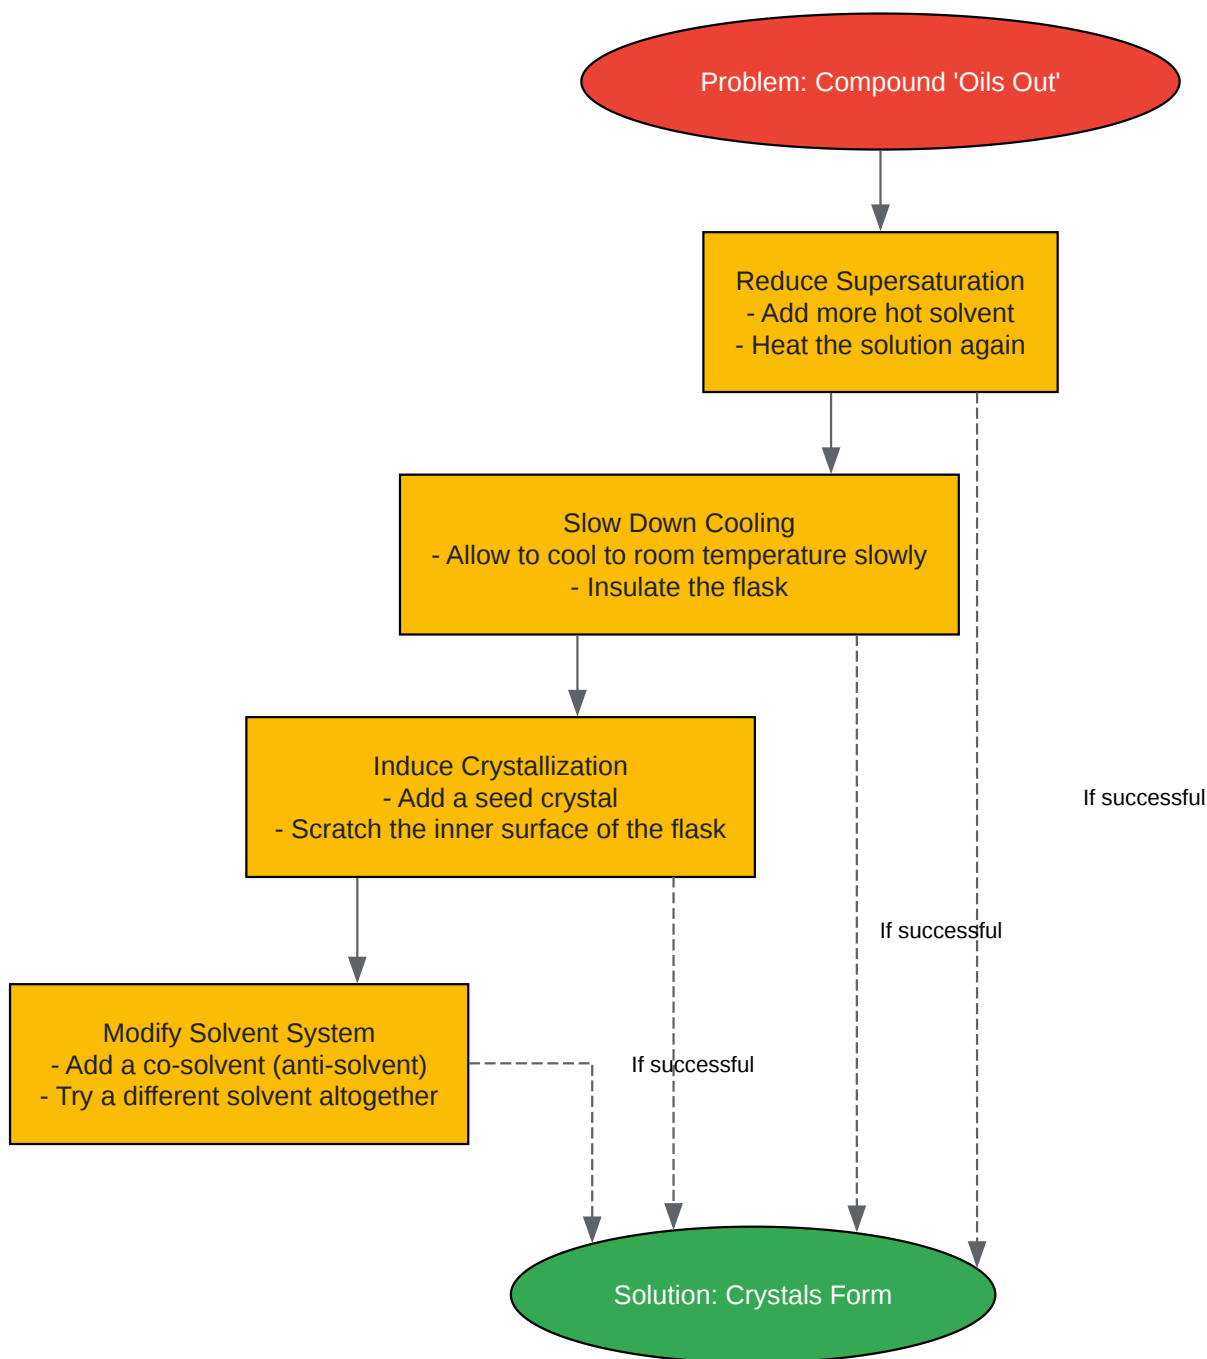 Problem: Compound 'Oils Out'
Reduce Supersaturation
- Add more hot solvent
- Heat the solution again
Slow Down Cooling
- Allow to cool to room temperature slowly
- Insulate the flask
Induce Crystallization
- Add a seed crystal
- Scratch the inner surface of the flask
If successful
If successful
Modify Solvent System
- Add a co-solvent (anti-solvent)
- Try a different solvent altogether
If successful
Solution: Crystals Form